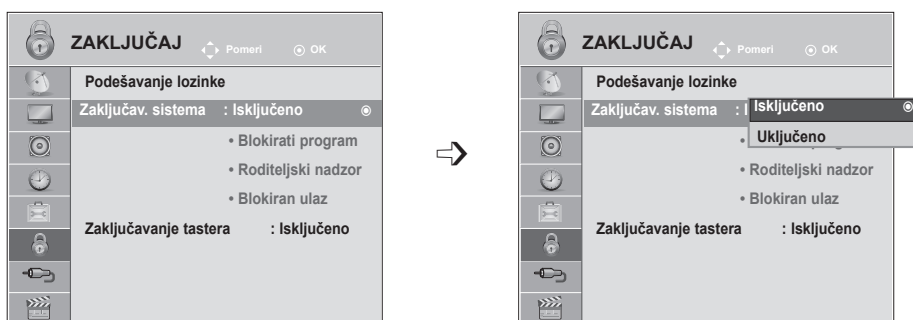 ZAKLJUČAJ Pomeri OK
Podešavanje lozinke
Zaključav. sistema : Isključeno
• Blokirati program
• Roditeljski nadzor
• Blokiran ulaz
Zaključavanje tastera : Isključeno
ZAKLJUČAJ Pomeri OK
Podešavanje lozinke
Zaključav. sistema : Isključeno
Uključeno
• Roditeljski nadzor
• Blokiran ulaz
Zaključavanje tastera : Isključeno